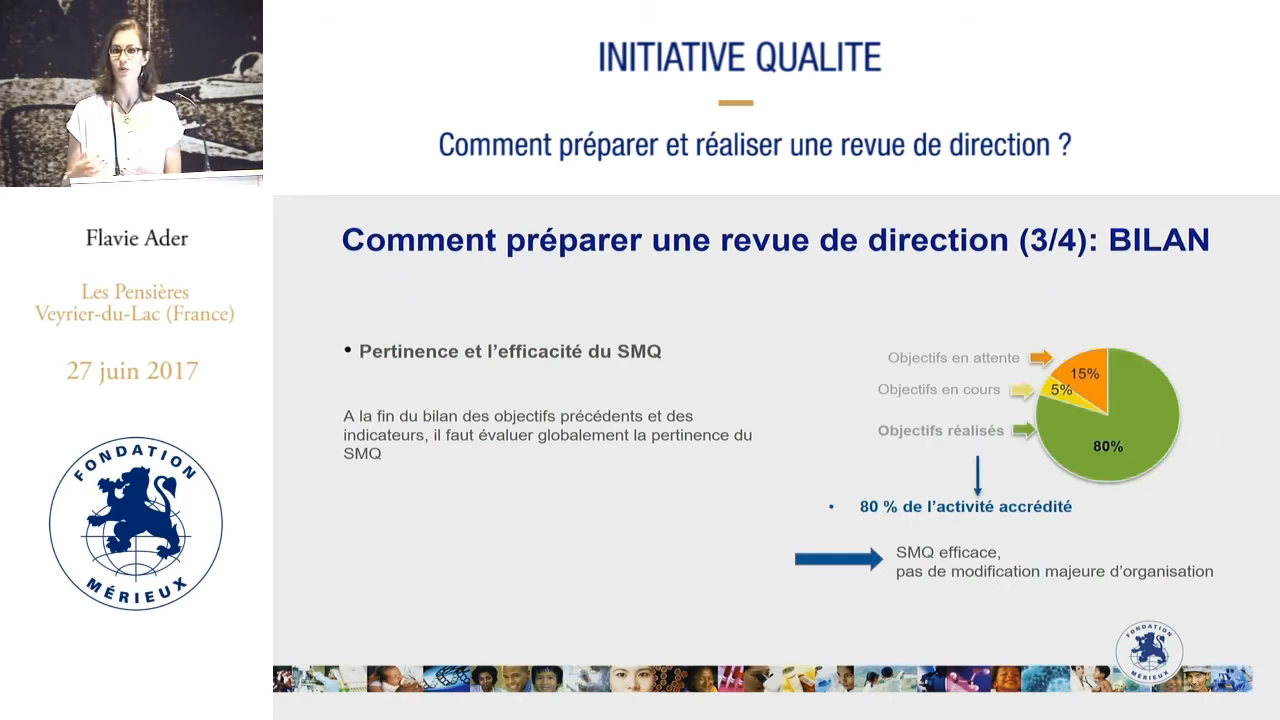 INITIATIVE QUALITE
Comment préparer et réaliser une revue de direction ?
Flavie Ader
Les Pensières
Veyrier-du-Lac (France)
27 juin 2017
FONDATION
MÉRIEUX
Comment préparer une revue de direction (3/4): BILAN
• Pertinence et l’efficacité du SMQ
A la fin du bilan des objectifs précédents et des
indicateurs, il faut évaluer globalement la pertinence du
SMQ
Objectifs en attente
15%
Objectifs en cours
5%
Objectifs réalisés
80%
• 80 % de l’activité accrédité
SMQ efficace,
pas de modification majeure d’organisation
FONDATION
MÉRIEUX